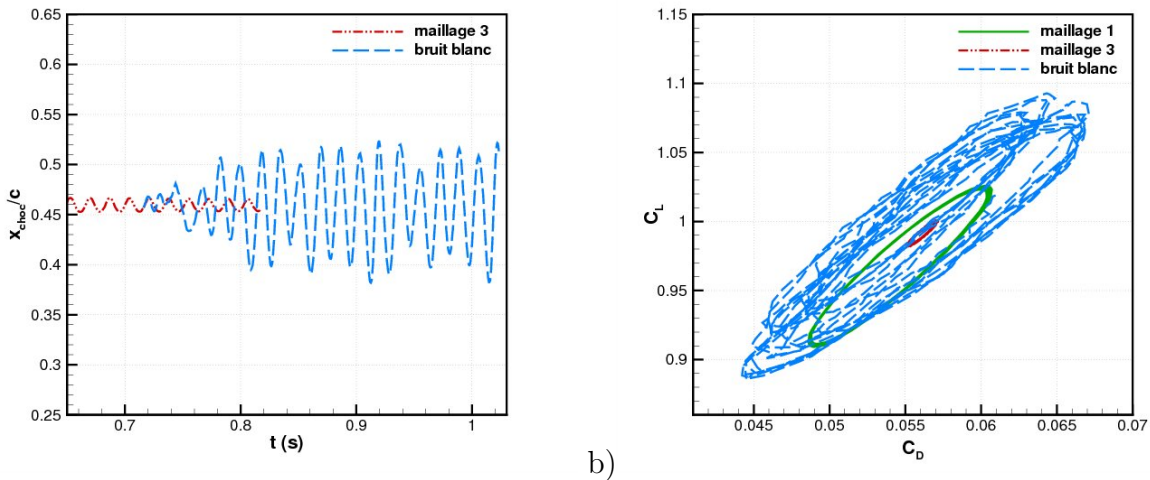 maillage 3
bruit blanc
0.65
0.6
0.55
0.5
0.45
0.4
0.35
0.3
0.25
x_choc/c
0.7
0.8
0.9
1
t (s)
b)
maillage 1
maillage 3
bruit blanc
1.15
1.1
1.05
1
0.95
0.9
C_L
0.045
0.05
0.055
0.06
0.065
0.07
C_D